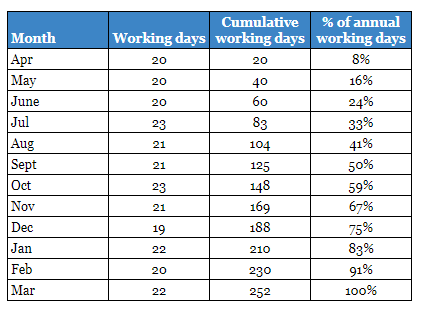 Month Working days Cumulative working days % of annual working days
Apr 20 20 8%
May 20 40 16%
June 20 60 24%
Jul 23 83 33%
Aug 21 104 41%
Sept 21 125 50%
Oct 23 148 59%
Nov 21 169 67%
Dec 19 188 75%
Jan 22 210 83%
Feb 20 230 91%
Mar 22 252 100%